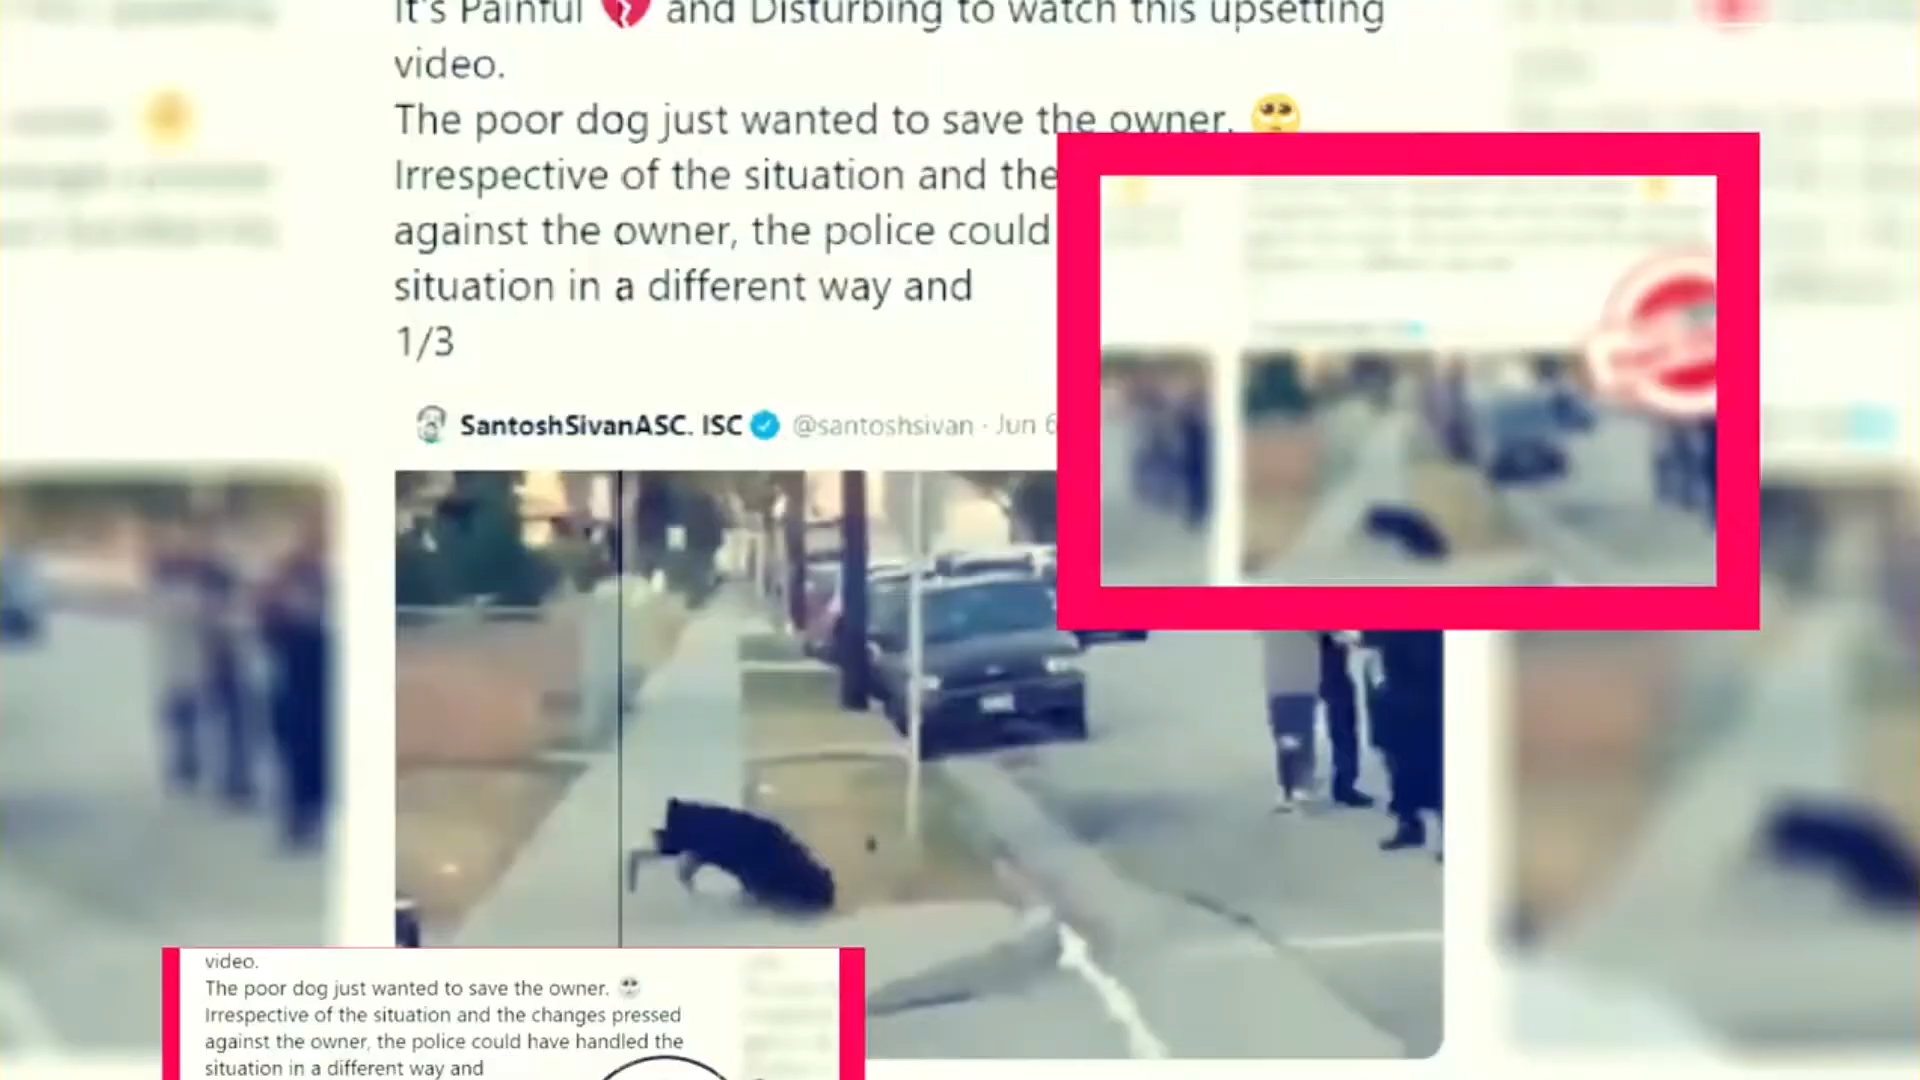 It's Painful 💔 and Disturbing to watch this upsetting
video.
The poor dog just wanted to save the owner. 🥺
Irrespective of the situation and the
against the owner, the police could
situation in a different way and
1/3
SantoshSivanASC. ISC @santoshsivan · Jun 6
video.
The poor dog just wanted to save the owner. 🥺
Irrespective of the situation and the changes pressed
against the owner, the police could have handled the
situation in a different way and